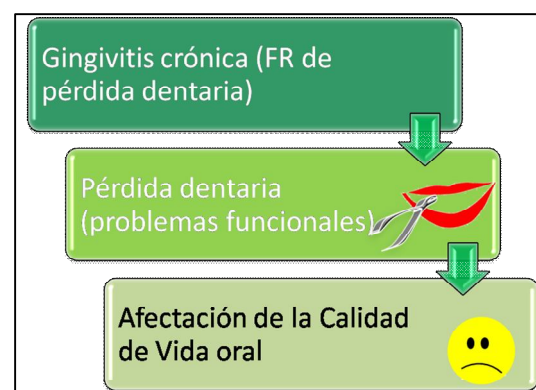 Gingivitis crónica (FR de
pérdida dentaria)
Pérdida dentaria
(problemas funcionales)
Afectación de la Calidad
de Vida oral